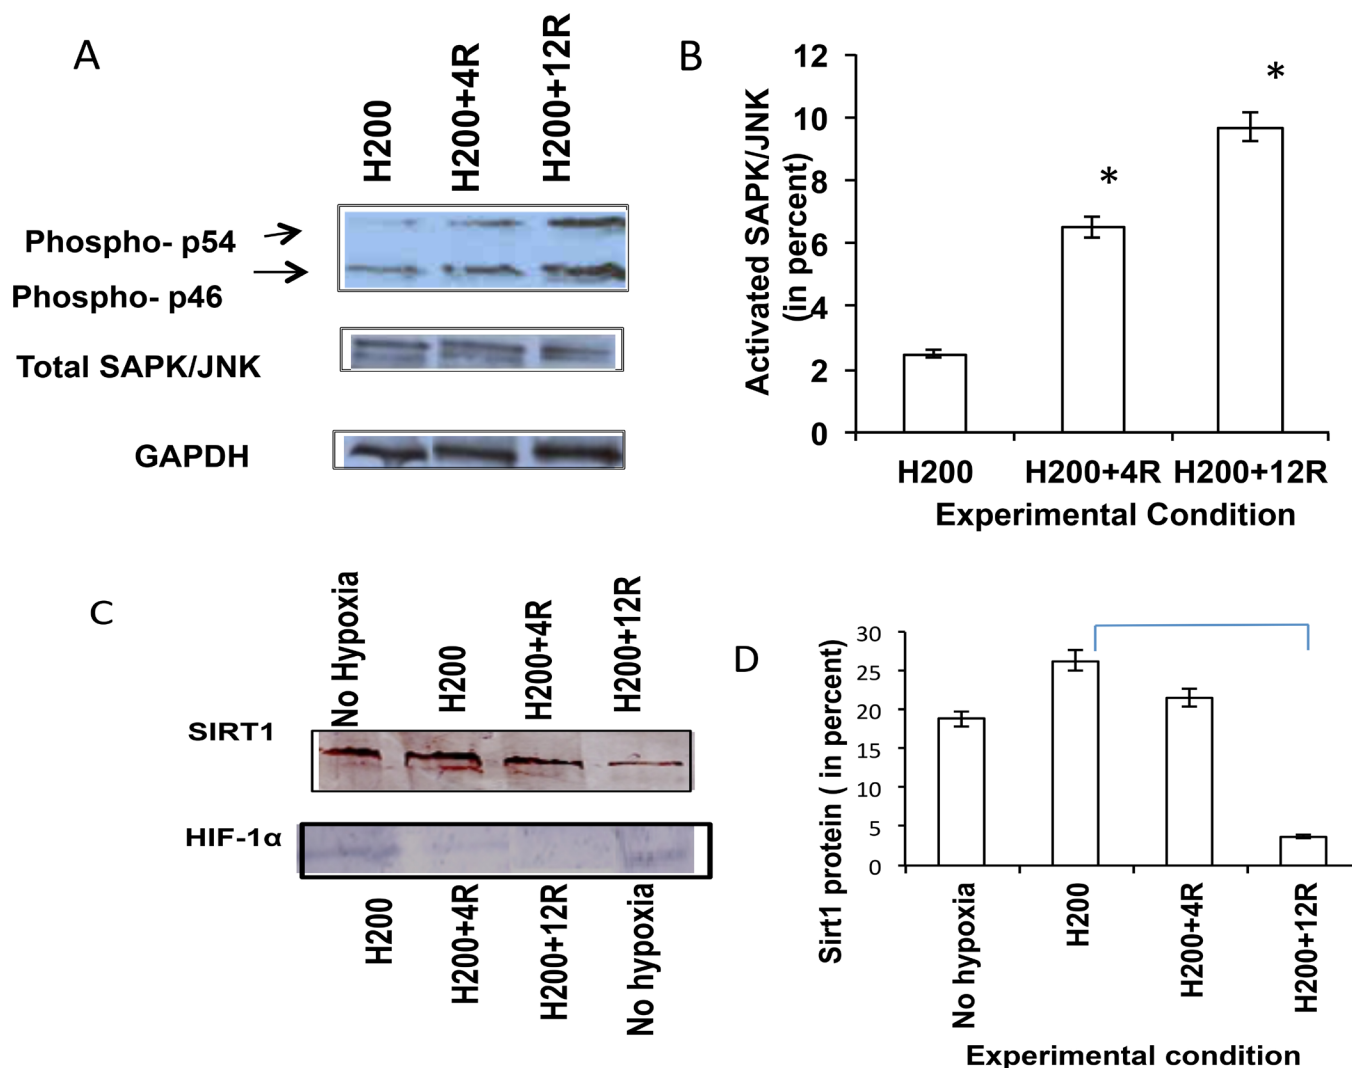 A
H200
H200+4R
H200+12R
Phospho- p54
Phospho- p46
Total SAPK/JNK
GAPDH
B
Activated SAPK/JNK
(in percent)
12
10
8
6
4
2
0
*
*
H200
H200+4R
H200+12R
Experimental Condition
C
No Hypoxia
H200
H200+4R
H200+12R
SIRT1
HIF-1α
H200
H200+4R
H200+12R
No hypoxia
D
Sirt1 protein ( in percent)
30
25
20
15
10
5
0
No hypoxia
H200
H200+4R
H200+12R
Experimental condition